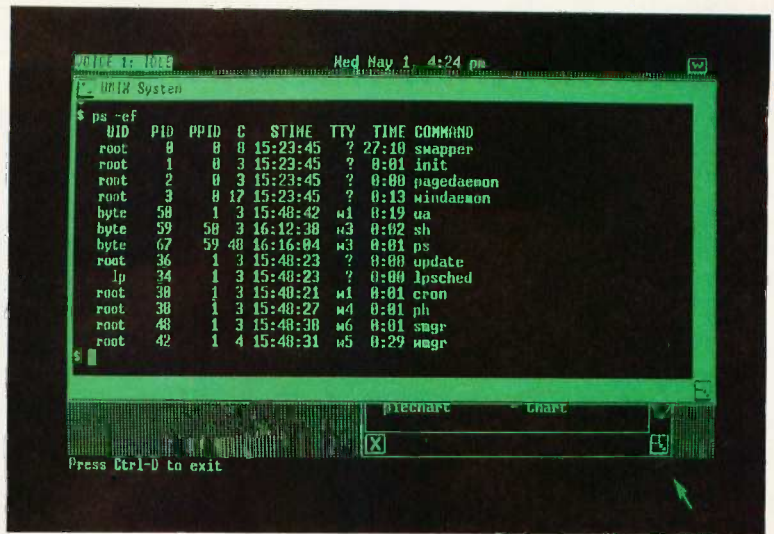 VOICE 1: IDLE Wed May 1, 4:24 pm W
UNIX System
$ ps -ef
UID PID PPID C STIME TTY TIME COMMAND
root 0 0 8 15:23:45 ? 27:10 swapper
root 1 0 3 15:23:45 ? 0:01 init
root 2 0 3 15:23:45 ? 0:00 pagedaemon
root 3 0 17 15:23:45 ? 0:13 windaemon
byte 50 1 3 15:48:42 w1 0:19 ua
byte 59 50 3 16:12:38 w3 0:02 sh
byte 67 59 48 16:16:04 w3 0:01 ps
root 36 1 3 15:48:23 ? 0:00 update
lp 34 1 3 15:48:23 ? 0:00 lpsched
root 30 1 3 15:48:21 w1 0:01 cron
root 38 1 3 15:48:27 w4 0:01 ph
root 48 1 3 15:48:38 w6 0:01 smgr
root 42 1 4 15:48:31 w5 0:29 wmgr
$
piechart Chart
X
Press Ctrl-D to exit